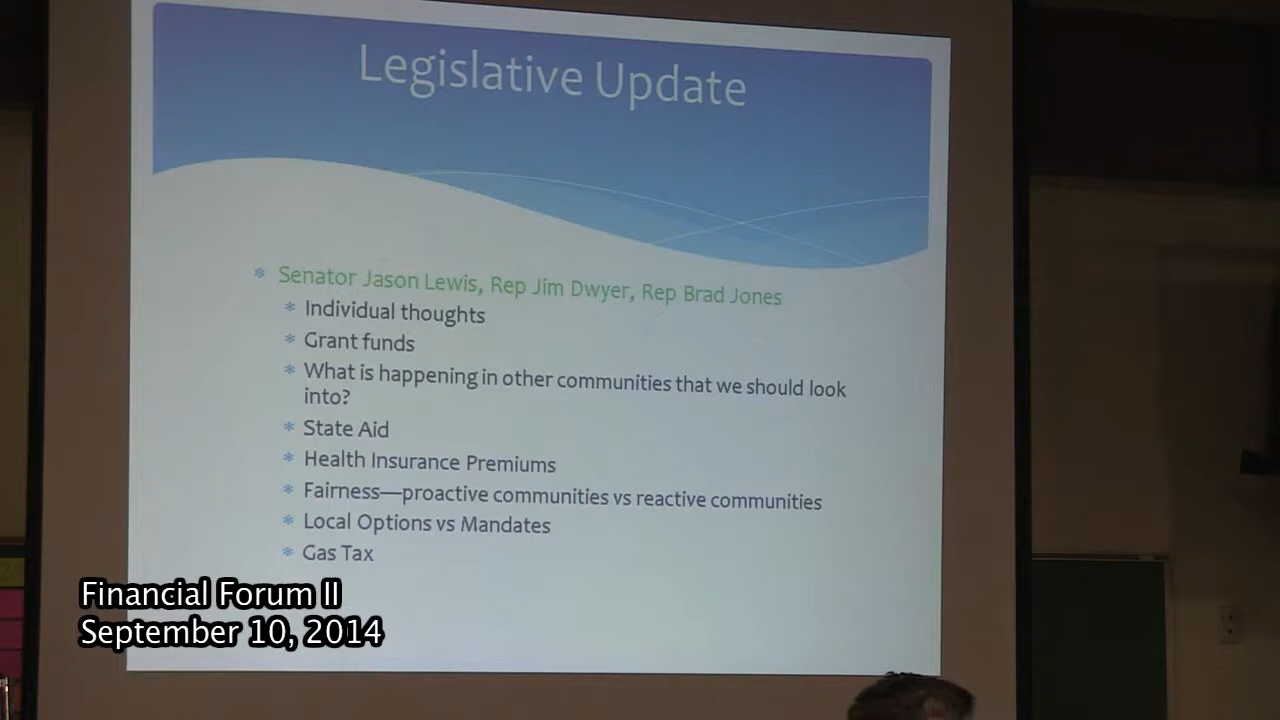 Legislative Update
Senator Jason Lewis, Rep Jim Dwyer, Rep Brad Jones
Individual thoughts
Grant funds
What is happening in other communities that we should look
into?
State Aid
Health Insurance Premiums
Fairness—proactive communities vs reactive communities
Local Options vs Mandates
Gas Tax
Financial Forum II
September 10, 2014